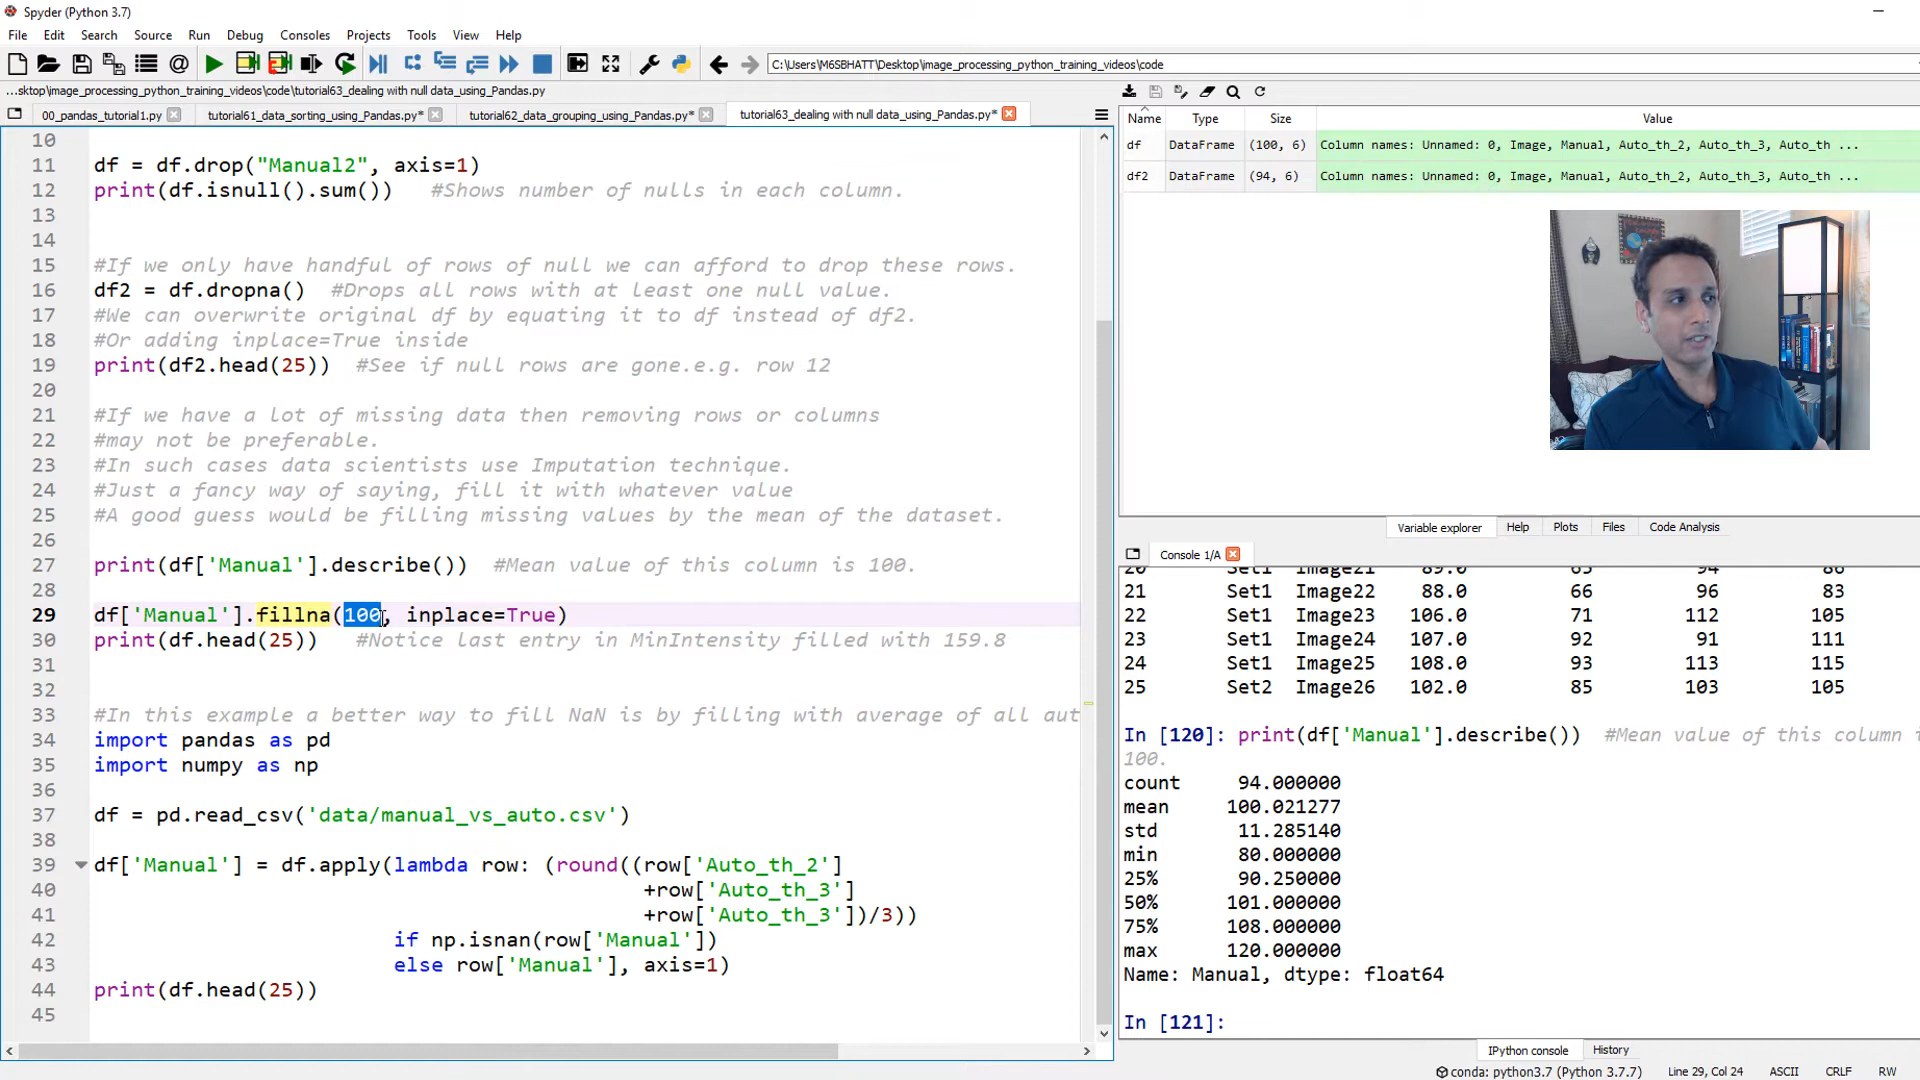 Spyder (Python 3.7)
File Edit Search Source Run Debug Consoles Projects Tools View Help
C:\Users\M6SBHATT\Desktop\image_processing_python_training_videos\code
...sktop\image_processing_python_training_videos\code\tutorial63_dealing with null data_using_Pandas.py
00_pandas_tutorial1.py tutorial61_data_sorting_using_Pandas.py* tutorial62_data_grouping_using_Pandas.py* tutorial63_dealing with null data_using_Pandas.py*
10
11 df = df.drop("Manual2", axis=1)
12 print(df.isnull().sum()) #Shows number of nulls in each column.
13
14
15 #If we only have handful of rows of null we can afford to drop these rows.
16 df2 = df.dropna() #Drops all rows with at least one null value.
17 #We can overwrite original df by equating it to df instead of df2.
18 #Or adding inplace=True inside
19 print(df2.head(25)) #See if null rows are gone.e.g. row 12
20
21 #If we have a lot of missing data then removing rows or columns
22 #may not be preferable.
23 #In such cases data scientists use Imputation technique.
24 #Just a fancy way of saying, fill it with whatever value
25 #A good guess would be filling missing values by the mean of the dataset.
26
27 print(df['Manual'].describe()) #Mean value of this column is 100.
28
29 df['Manual'].fillna(100, inplace=True)
30 print(df.head(25)) #Notice last entry in MinIntensity filled with 159.8
31
32
33 #In this example a better way to fill NaN is by filling with average of all aut
34 import pandas as pd
35 import numpy as np
36
37 df = pd.read_csv('data/manual_vs_auto.csv')
38
39 df['Manual'] = df.apply(lambda row: (round((row['Auto_th_2']
40 +row['Auto_th_3']
41 +row['Auto_th_3'])/3))
42 if np.isnan(row['Manual'])
43 else row['Manual'], axis=1)
44 print(df.head(25))
45
Name Type Size Value
df DataFrame (100, 6) Column names: Unnamed: 0, Image, Manual, Auto_th_2, Auto_th_3, Auto_th ...
df2 DataFrame (94, 6) Column names: Unnamed: 0, Image, Manual, Auto_th_2, Auto_th_3, Auto_th ...
Variable explorer Help Plots Files Code Analysis
Console 1/A
20 Set1 Image21 89.0 66 94 86
21 Set1 Image22 88.0 66 96 83
22 Set1 Image23 106.0 71 112 105
23 Set1 Image24 107.0 92 91 111
24 Set1 Image25 108.0 93 113 115
25 Set2 Image26 102.0 85 103 105
In [120]: print(df['Manual'].describe()) #Mean value of this column i
100.
count 94.000000
mean 100.021277
std 11.285140
min 80.000000
25% 90.250000
50% 101.000000
75% 108.000000
max 120.000000
Name: Manual, dtype: float64
In [121]:
IPython console History
conda: python3.7 (Python 3.7.7) Line 29, Col 24 ASCII CRLF RW